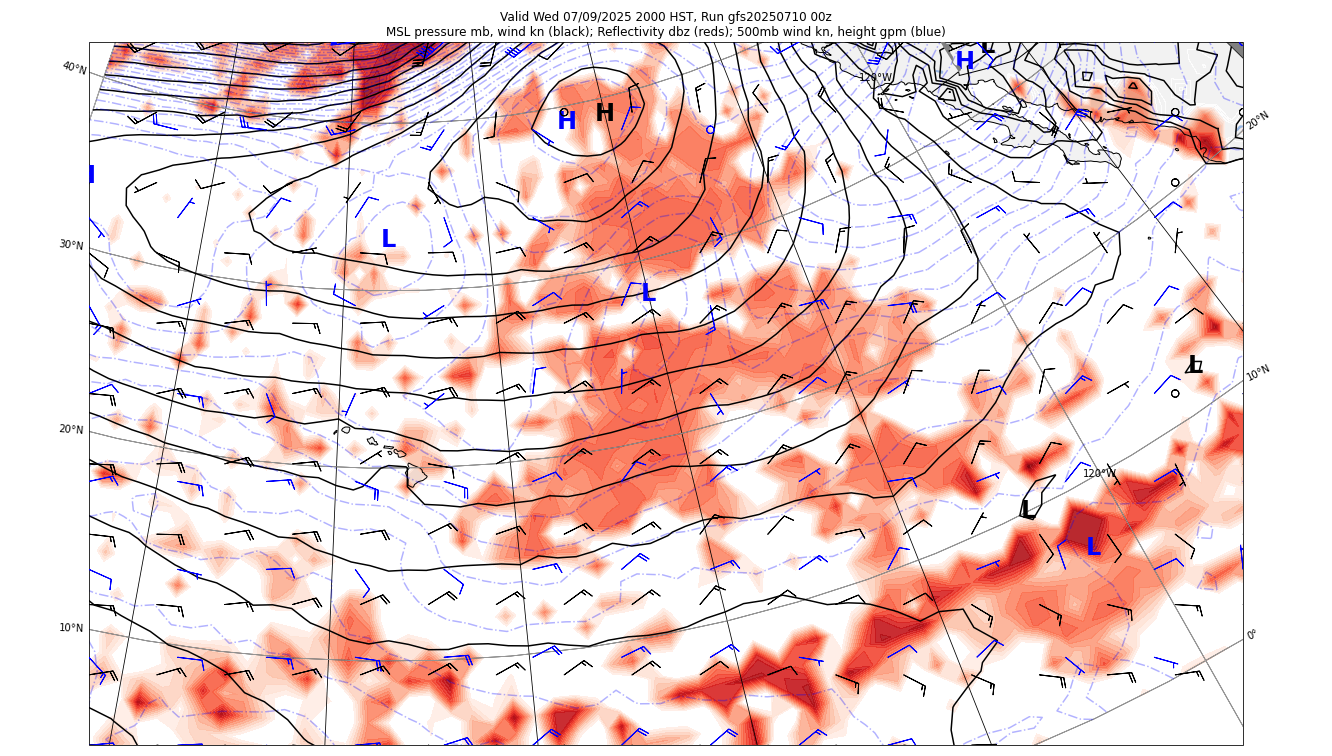 Valid Wed 07/09/2025 2000 HST, Run gfs20250710 00z
MSL pressure mb, wind kn (black); Reflectivity dbz (reds); 500mb wind kn, height gpm (blue)
L
H
40°N
120°W
H
H
20°N
L
30°N
L
L
10°N
20°N
120°W
L
L
10°N
0°